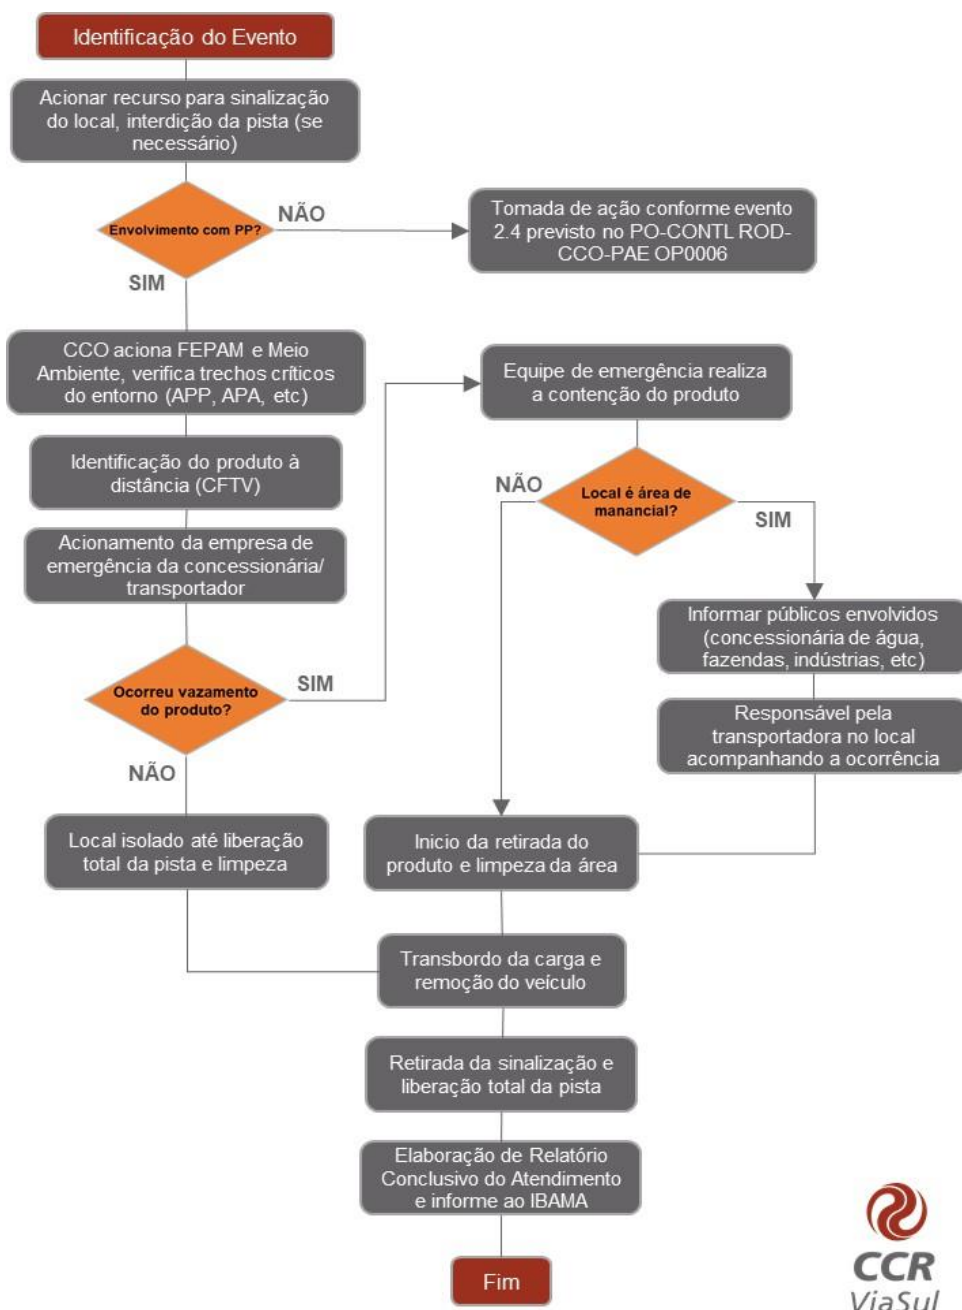 Identificação do Evento
Acionar recurso para sinalização
do local, interdição da pista (se
necessário)
Envolvimento com PP?
NÃO
Tomada de ação conforme evento
2.4 previsto no PO-CONTL ROD-
CCO-PAE OP0006
SIM
CCO aciona FEPAM e Meio
Ambiente, verifica trechos críticos
do entorno (APP, APA, etc)
Identificação do produto à
distância (CFTV)
Acionamento da empresa de
emergência da concessionária/
transportador
Ocorreu vazamento
do produto?
SIM
NÃO
Equipe de emergência realiza
a contenção do produto
Local é área de
manancial?
NÃO
SIM
Informar públicos envolvidos
(concessionária de água,
fazendas, indústrias, etc)
Responsável pela
transportadora no local
acompanhando a ocorrência
Local isolado até liberação
total da pista e limpeza
Inicio da retirada do
produto e limpeza da área
Transbordo da carga e
remoção do veículo
Retirada da sinalização e
liberação total da pista
Elaboração de Relatório
Conclusivo do Atendimento
e informe ao IBAMA
Fim
CCR
ViaSul